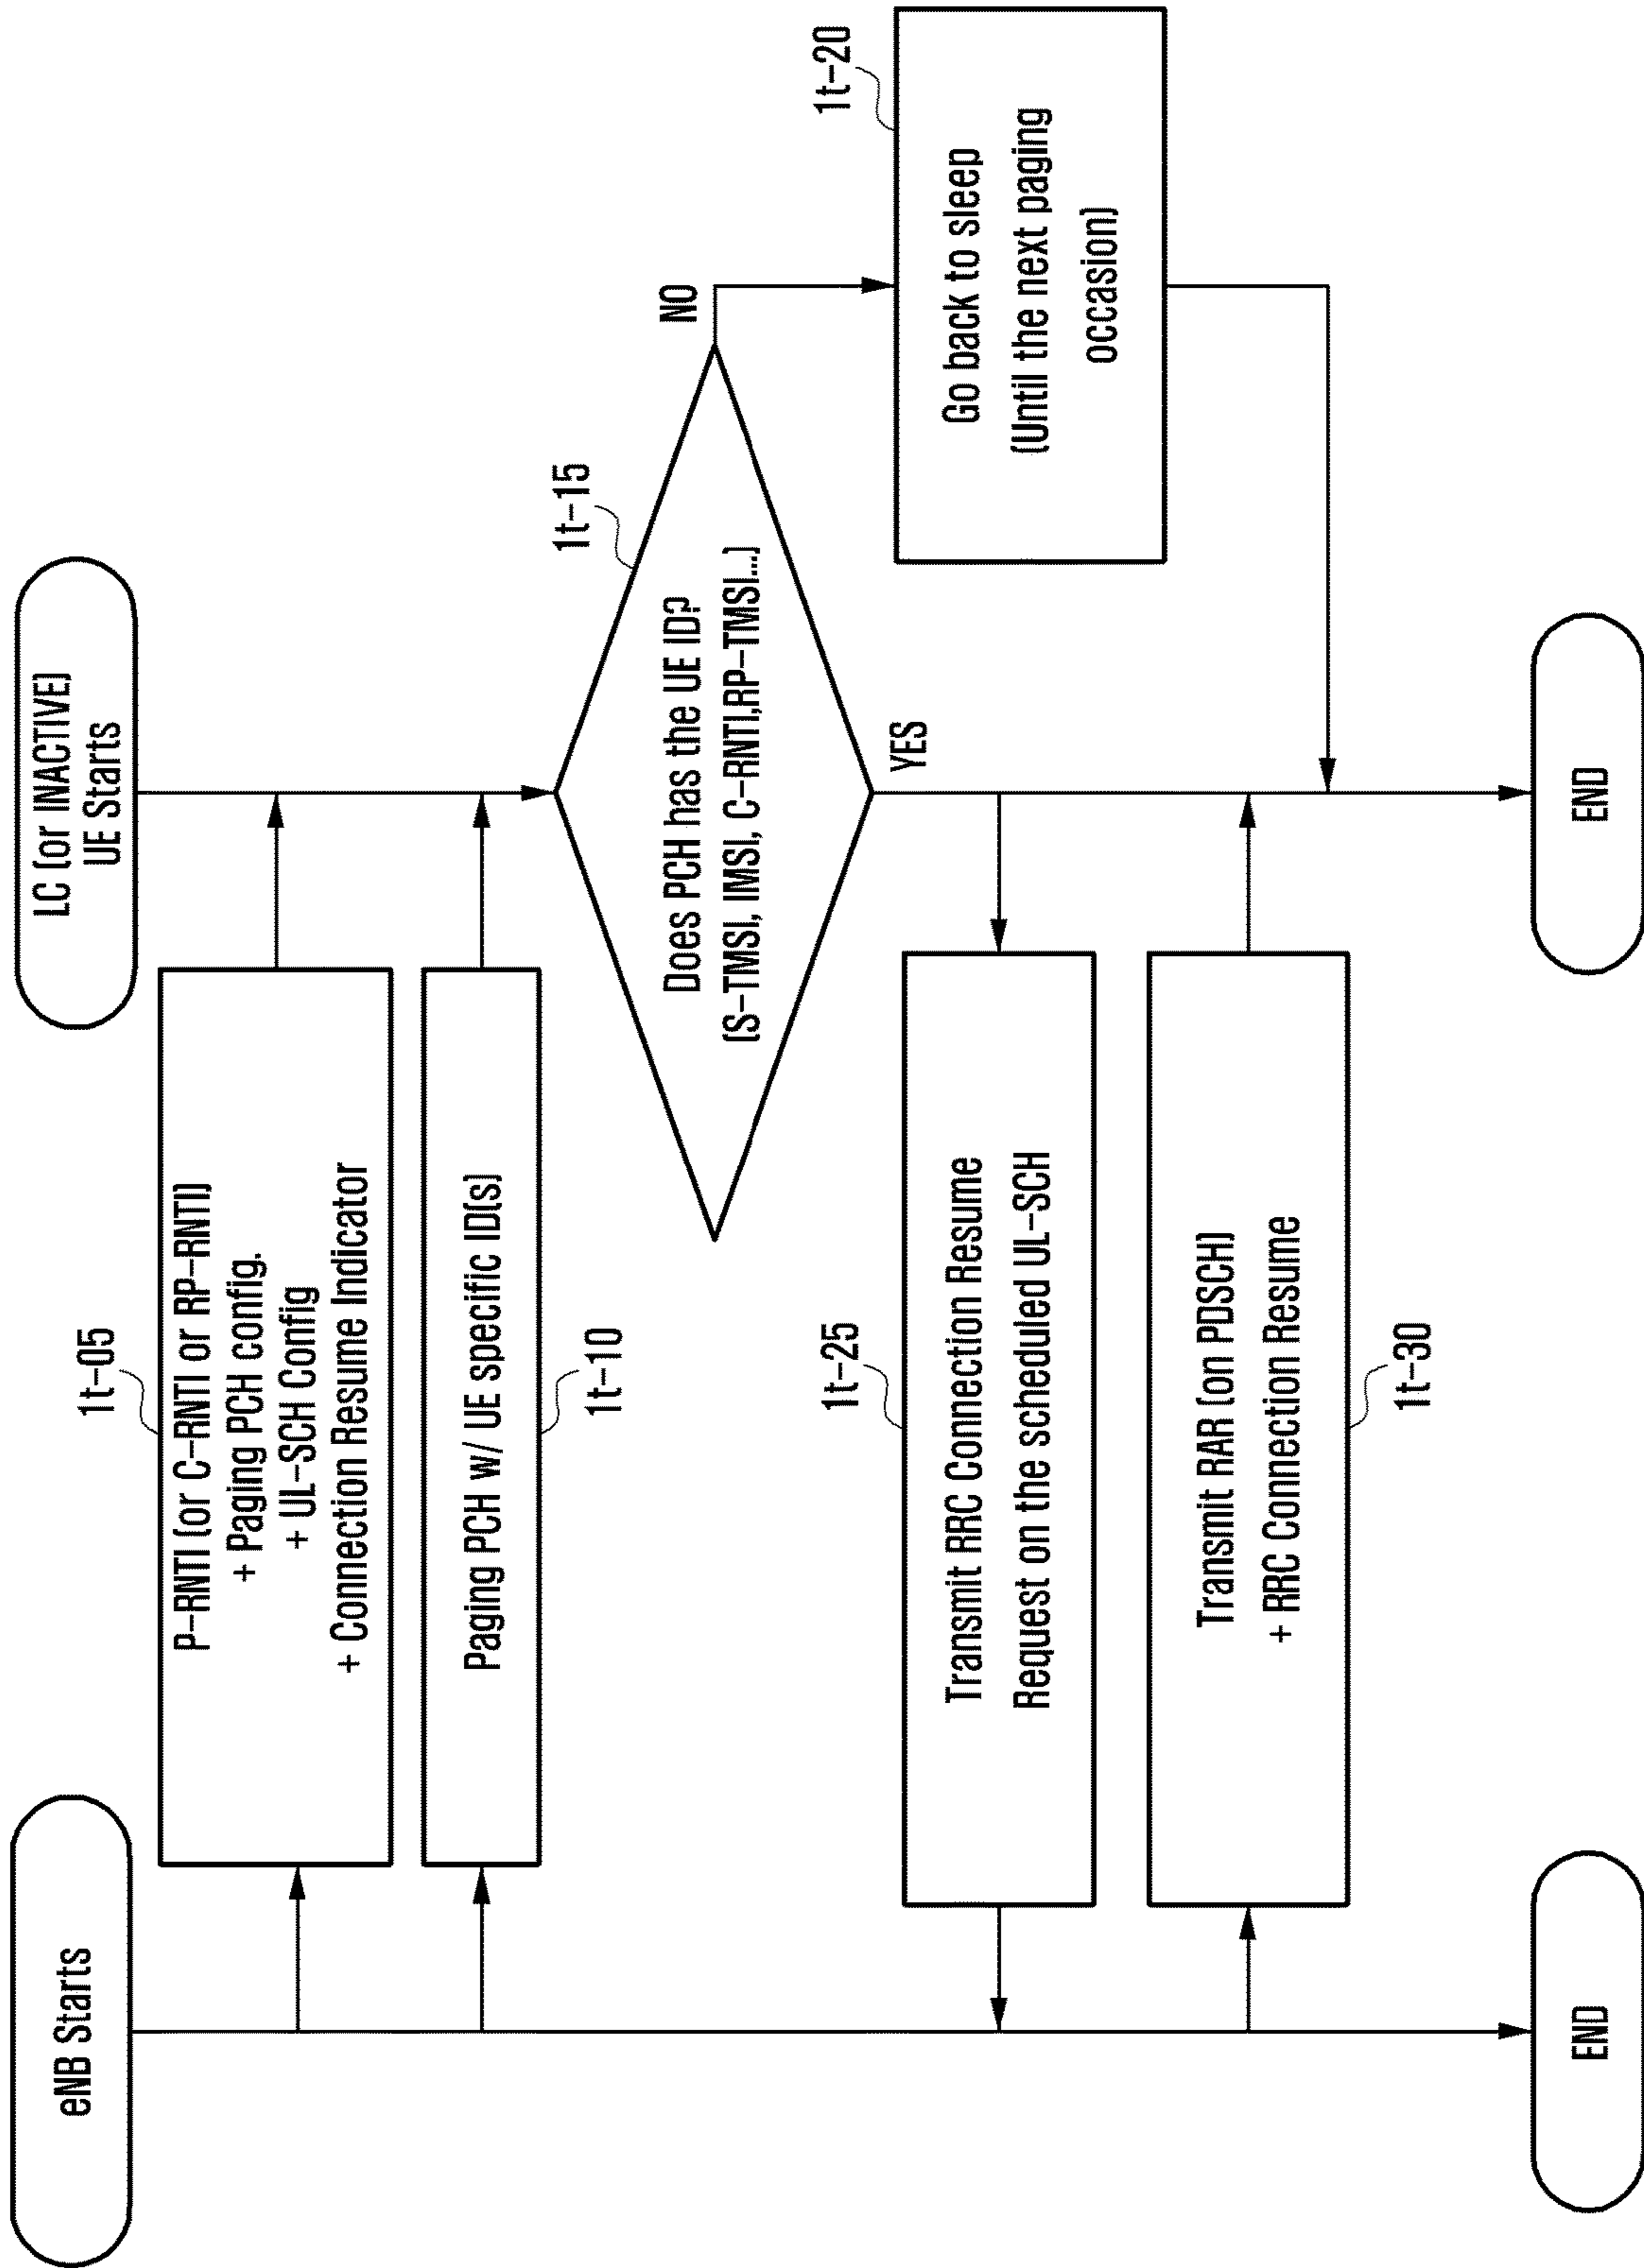 eNB Starts
LC (or INACTIVE)
UE Starts
1t-05
P-RNTI (or C-RNTI or RP-RNTI)
+ Paging PCH config.
+ UL-SCH Config
+ Connection Resume Indicator
Paging PCH w/ UE specific ID(s)
1t-10
1t-15
Does PCH has the UE ID?
(S-TMSI, IMSI, C-RNTI,RP-TMSI...)
NO
YES
1t-20
Go back to sleep
(Until the next paging
occasion)
1t-25
Transmit RRC Connection Resume
Request on the scheduled UL-SCH
Transmit RAR (on PDSCH)
+ RRC Connection Resume
1t-30
END
END